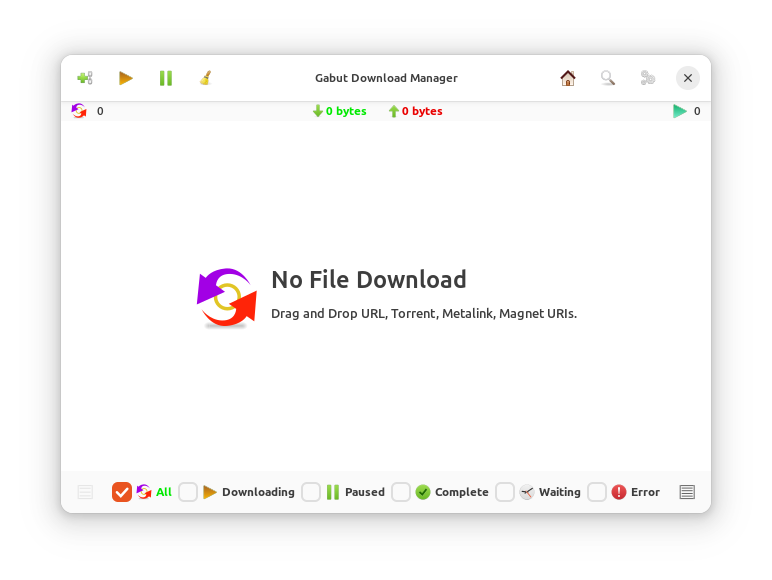 Gabut Download Manager
0 0 bytes 0 bytes 0
No File Download
Drag and Drop URL, Torrent, Metalink, Magnet URIs.
All Downloading Paused Complete Waiting Error